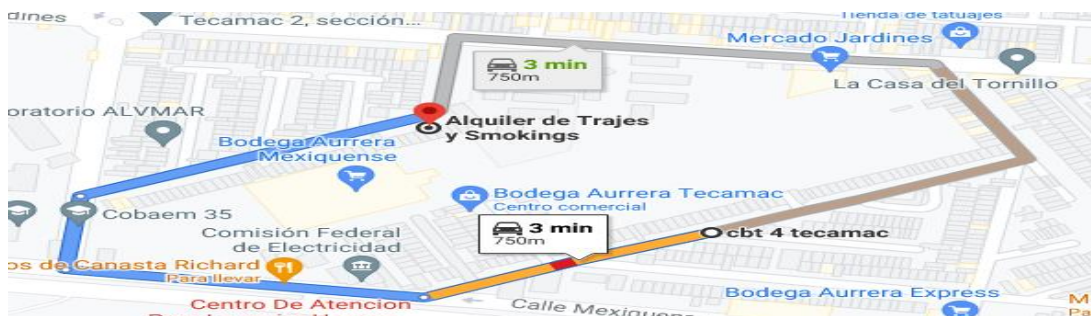 dines
Tecamac 2, sección...
Tienda de tatuajes
Mercado Jardines
3 min
750m
La Casa del Tornillo
oratorio ALVMAR
Alquiler de Trajes
y Smokings
Bodega Aurrera
Mexiquense
Bodega Aurrera Tecamac
Centro comercial
Cobaem 35
3 min
750m
cbt 4 tecamac
Comisión Federal
de Electricidad
os de Canasta Richard
Para llevar
Centro De Atencion
Calle Mexiquens
Bodega Aurrera Express
M